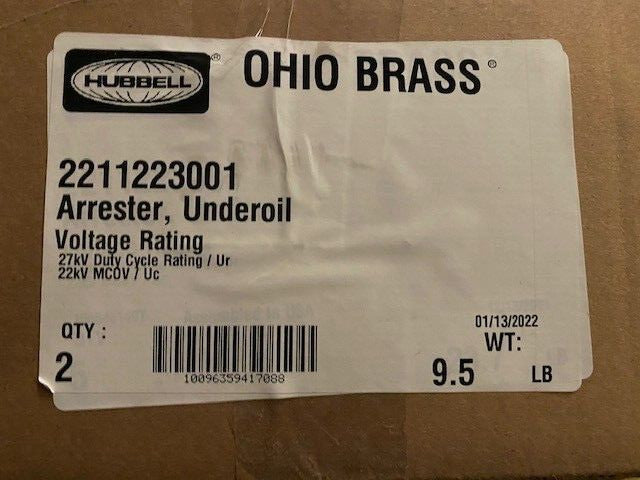 HUBBELL® OHIO BRASS®
2211223001
Arrester, Underoil
Voltage Rating
27kV Duty Cycle Rating / Ur
22kV MCOV / Uc
QTY :
2
10096359417088
01/13/2022
WT:
9.5 LB